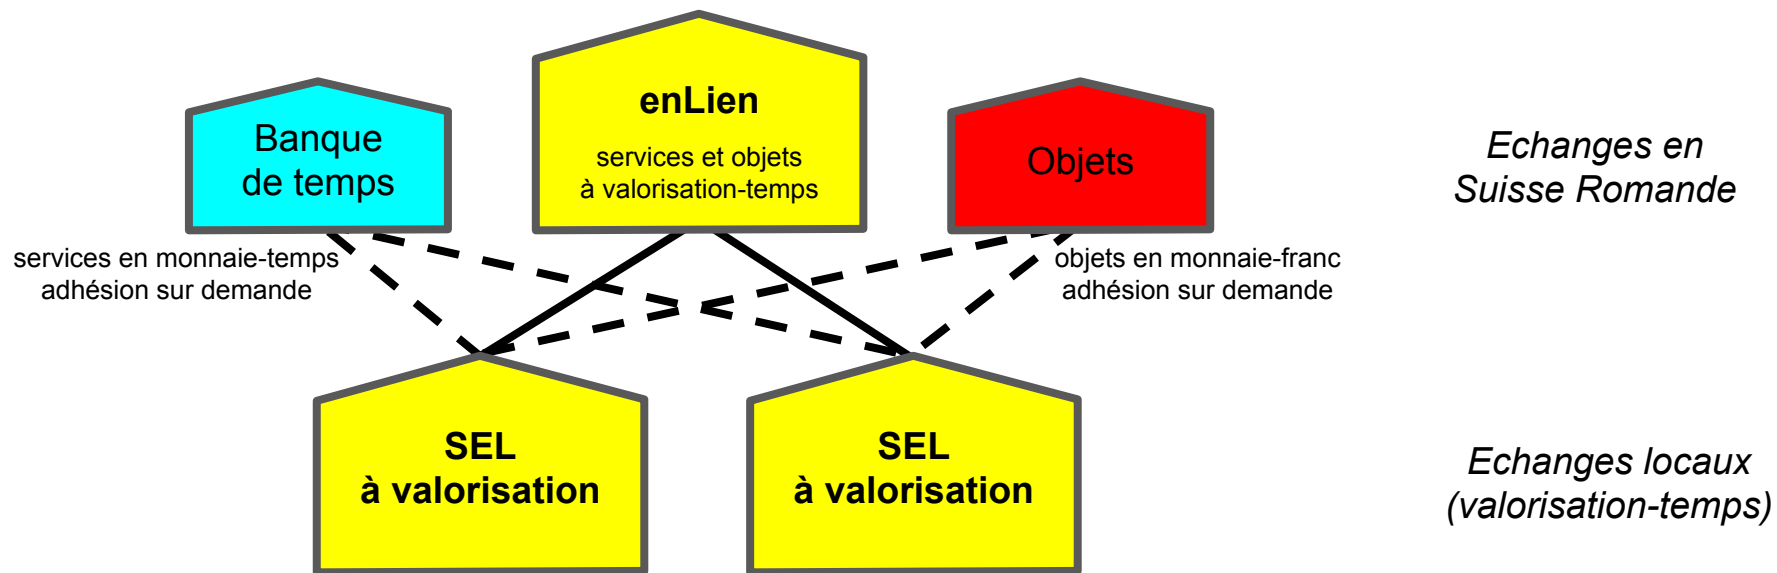 enLien
services et objets
à valorisation-temps
Banque
de temps
Objets
Echanges en
Suisse Romande
services en monnaie-temps
adhésion sur demande
objets en monnaie-franc
adhésion sur demande
SEL
à valorisation
SEL
à valorisation
Echanges locaux
(valorisation-temps)